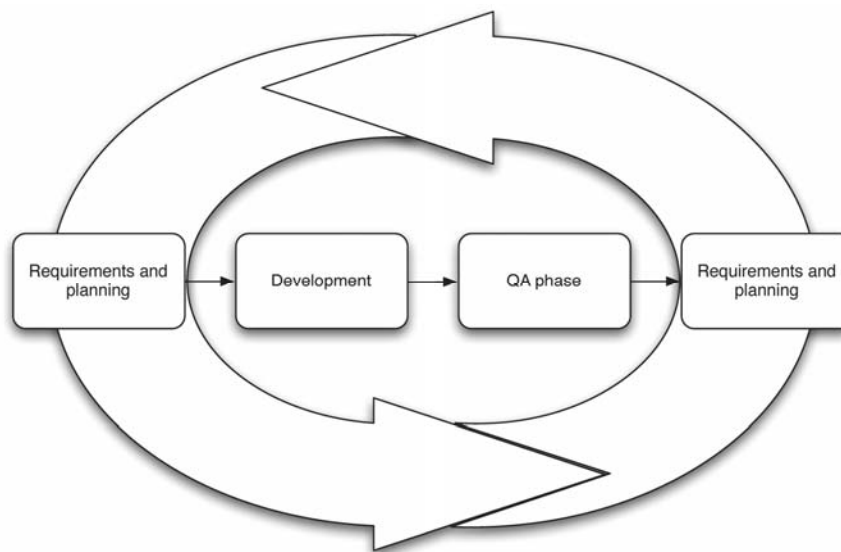 Requirements and
planning
Development
QA phase
Requirements and
planning